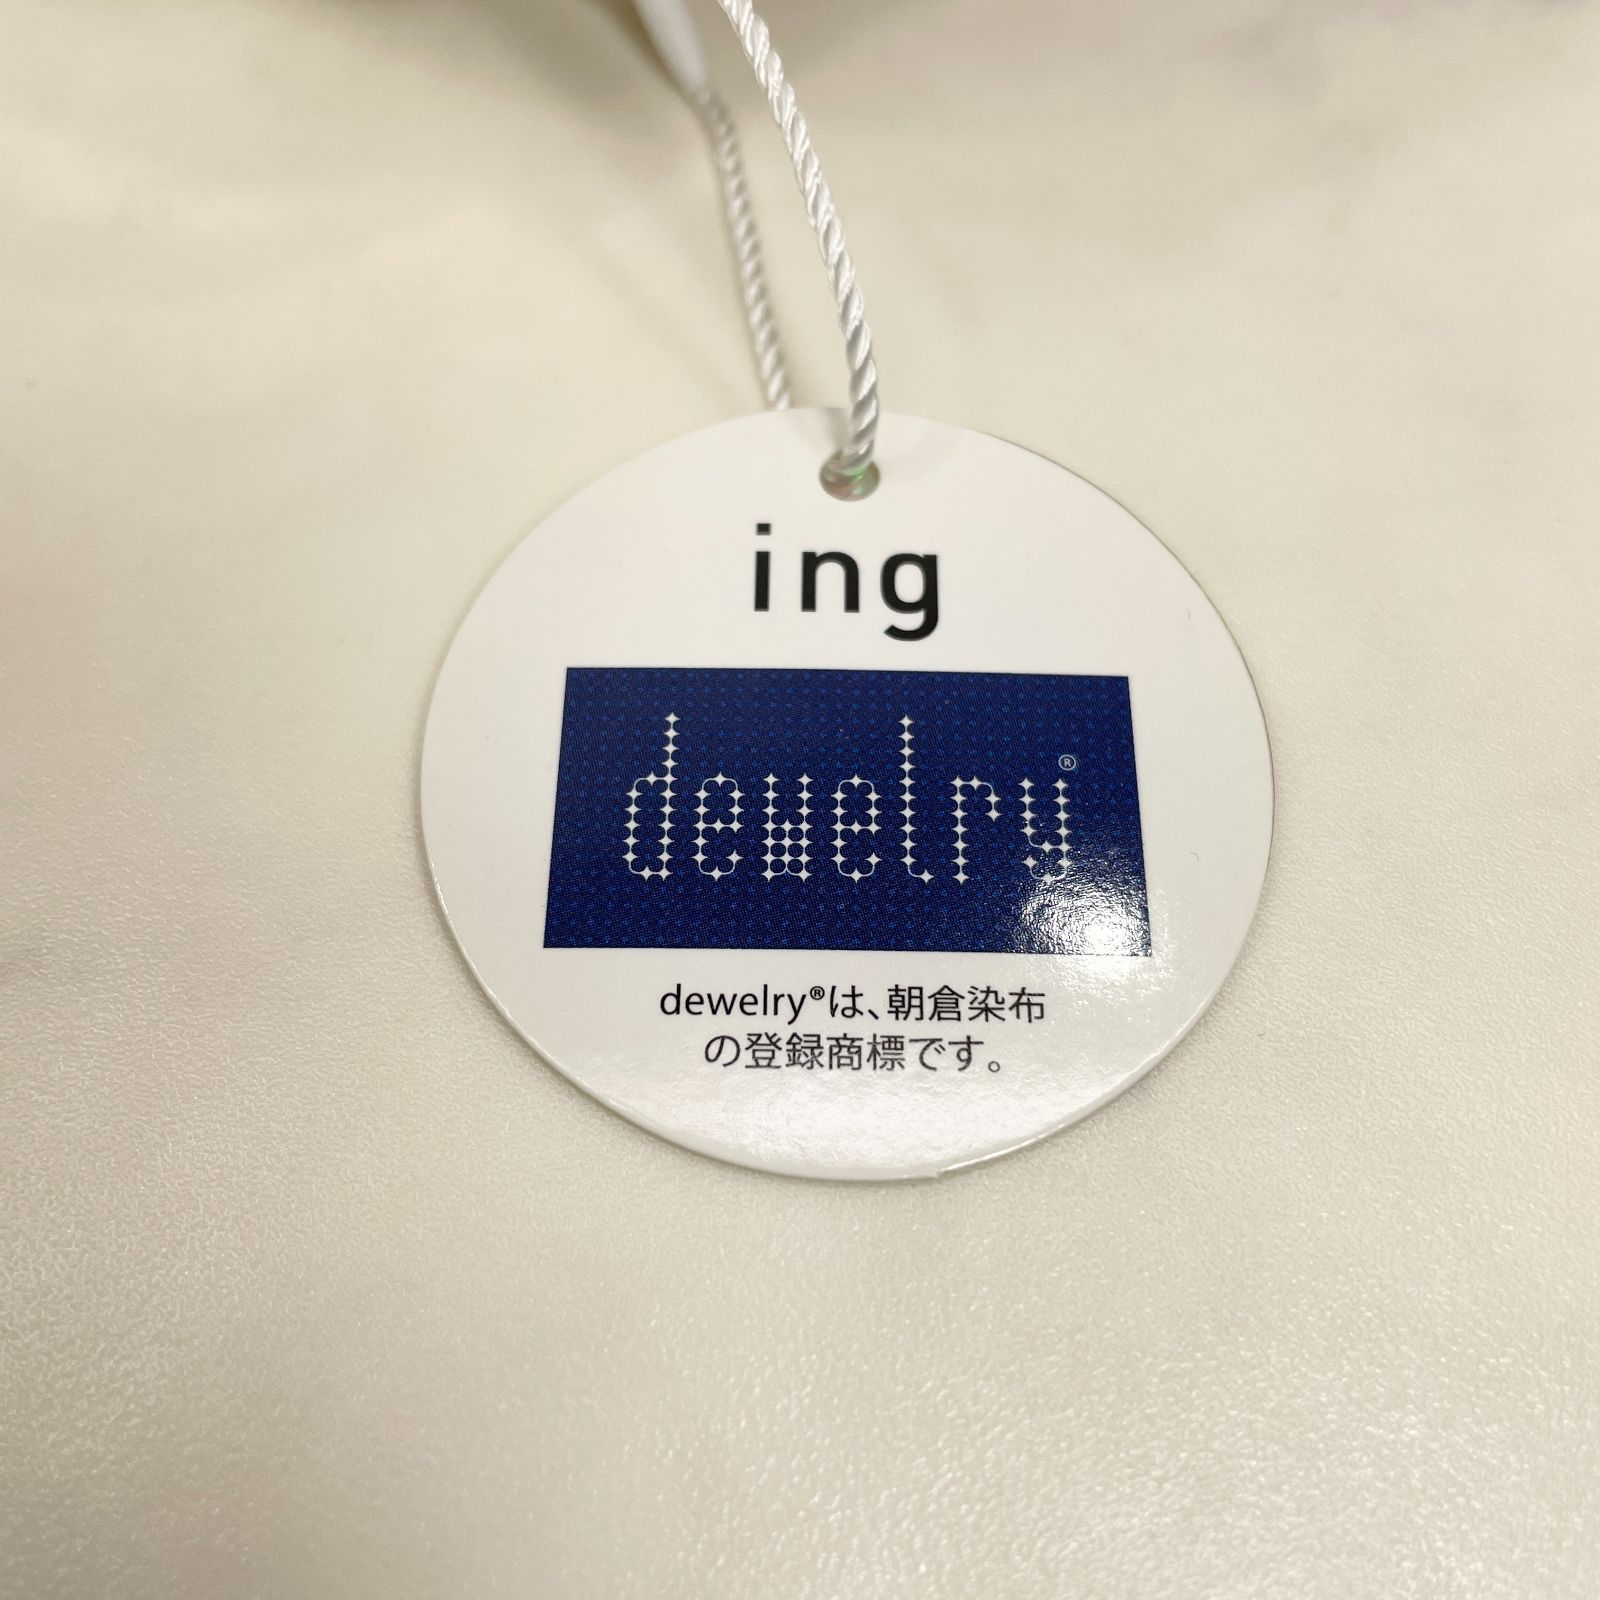 ing
dewelry®
dewelry®は、朝倉染布
の登録商標です。